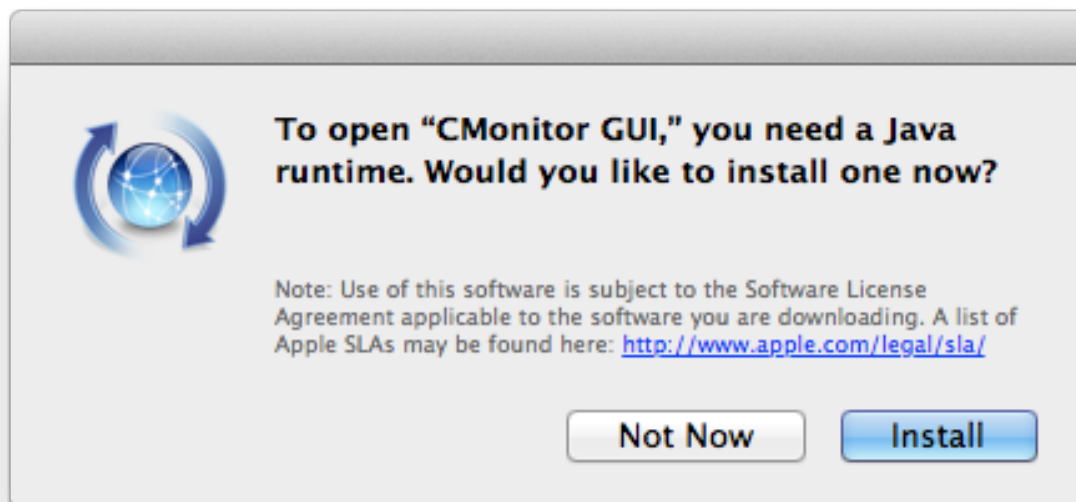 To open “CMonitor GUI,” you need a Java
runtime. Would you like to install one now?
Note: Use of this software is subject to the Software License
Agreement applicable to the software you are downloading. A list of
Apple SLAs may be found here: http://www.apple.com/legal/sla/
Not Now
Install